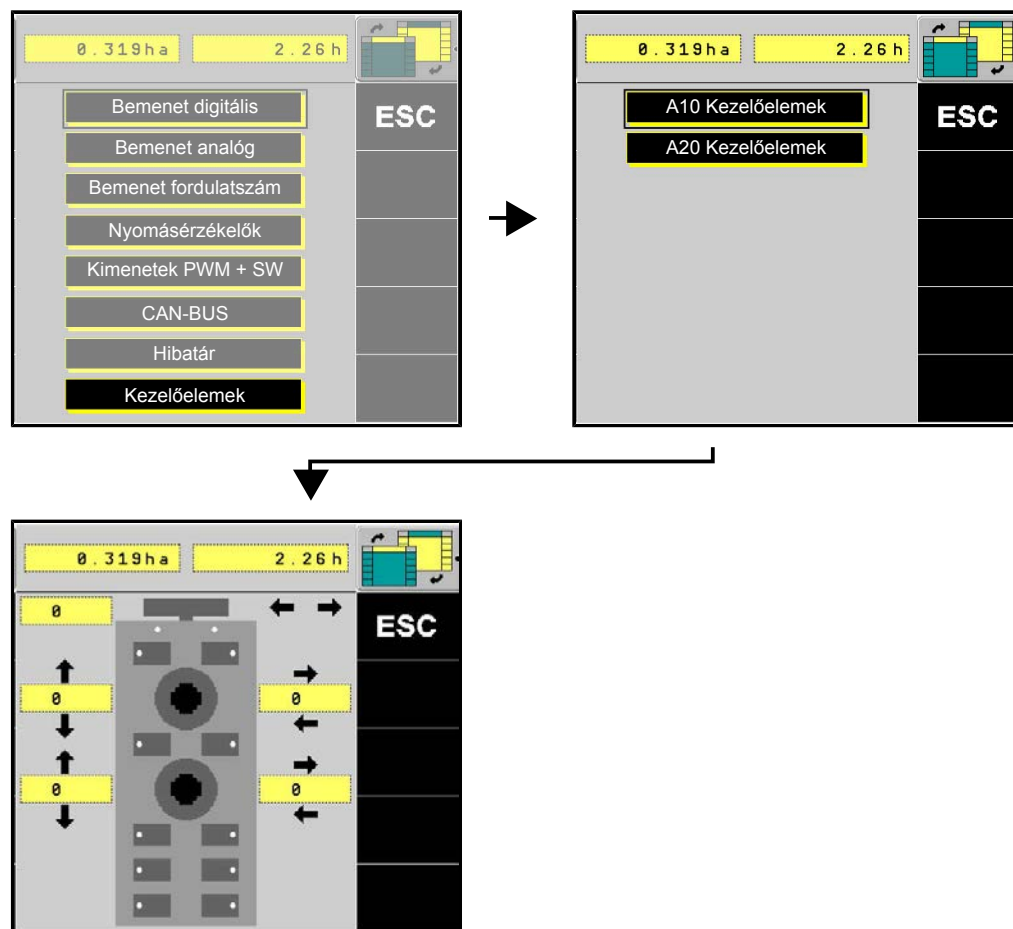 0.319ha 2.26h
Bemenet digitális
ESC
Bemenet analóg
Bemenet fordulatszám
Nyomásérzékelők
Kimenetek PWM + SW
CAN-BUS
Hibatár
Kezelőelemek
0.319ha 2.26h
A10 Kezelőelemek
ESC
A20 Kezelőelemek
0.319ha 2.26h
0
ESC
0 0
0 0